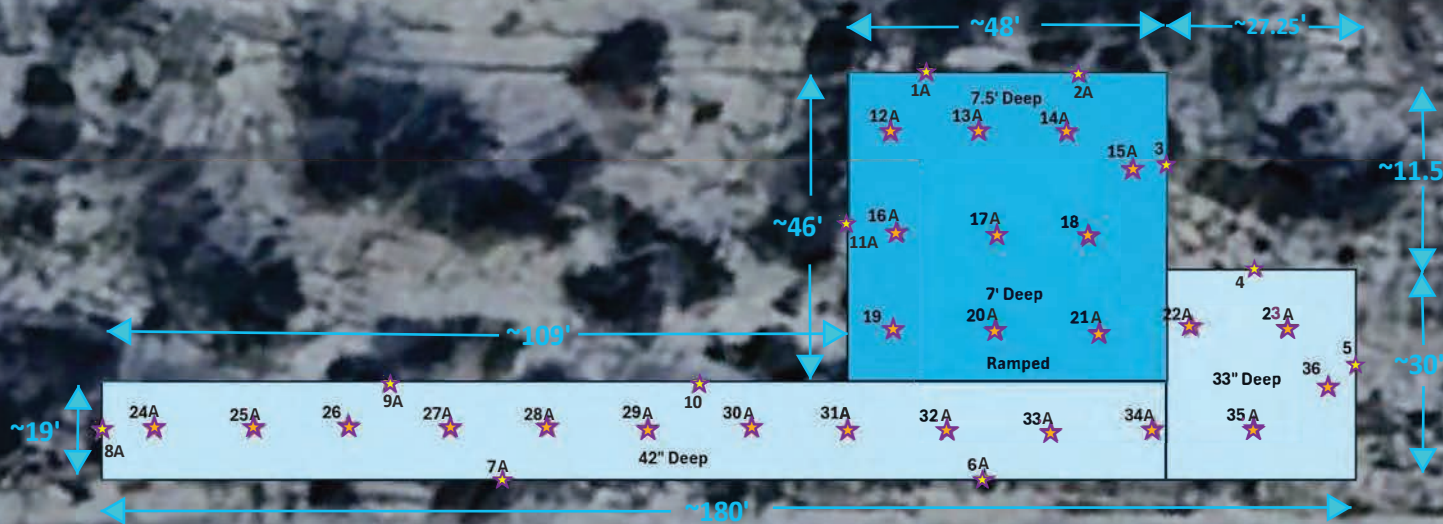 ~48'
~27.25'
1A
2A
7.5' Deep
12A
13A
14A
15A
3
~11.5
~46'
16A
17A
18
11A
4
7' Deep
19
20A
21A
22A
23A
~109'
Ramped
5
36
~30'
33" Deep
9A
10
~19'
24A
25A
26
27A
28A
29A
30A
31A
32A
33A
34A
35A
8A
42" Deep
7A
6A
~180'